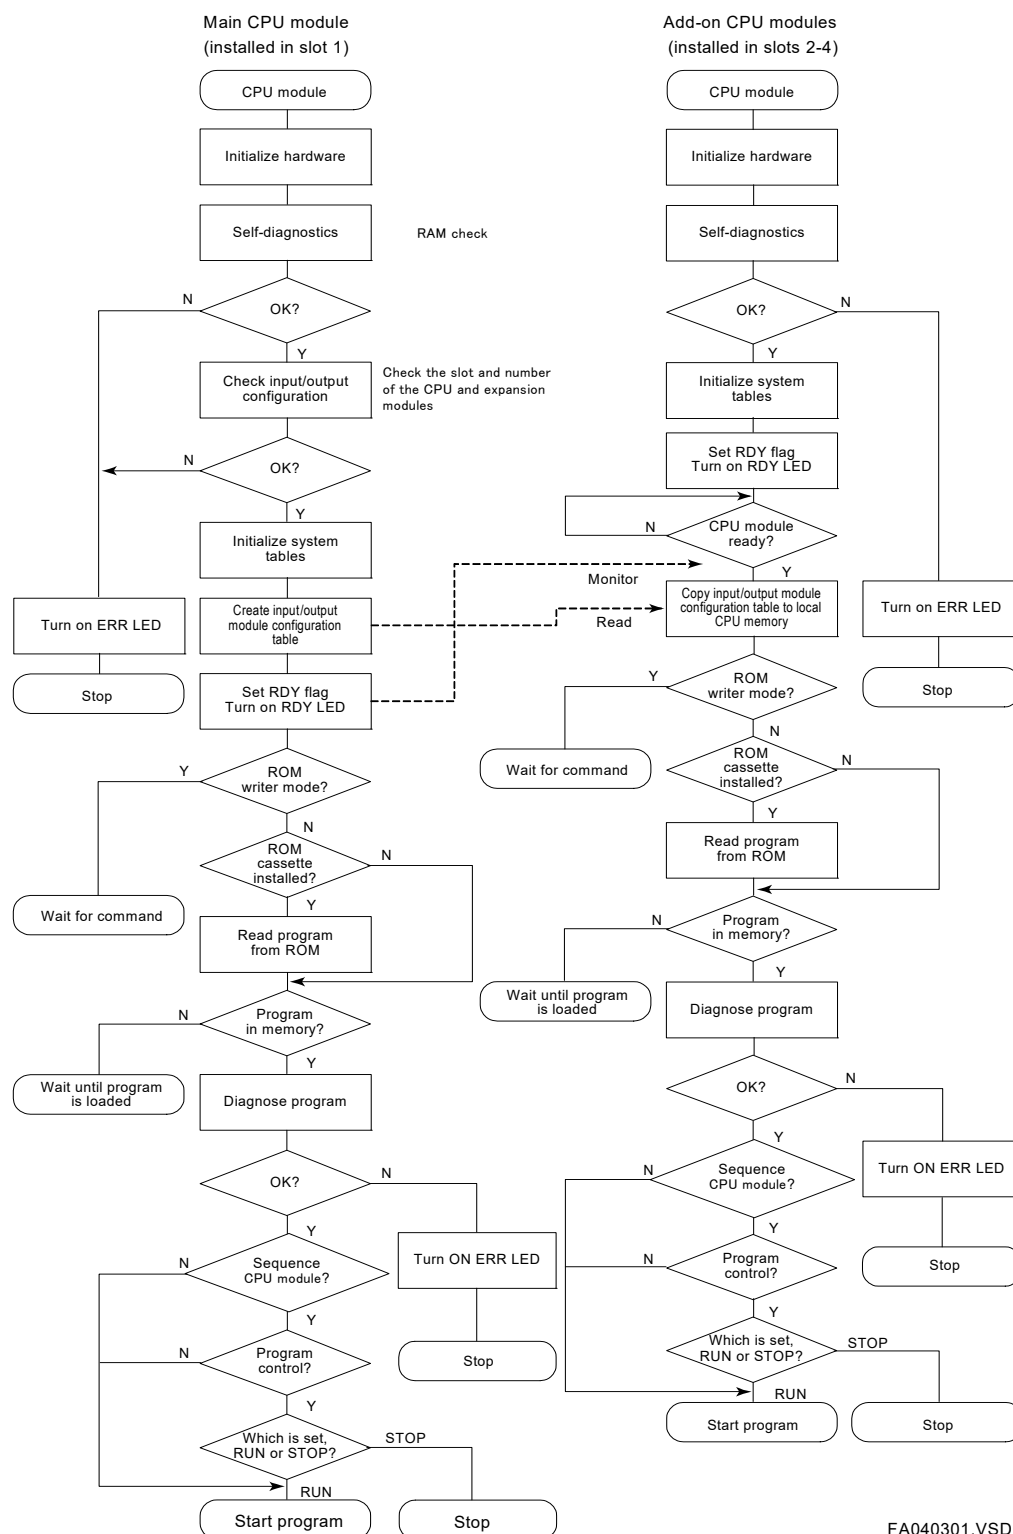 Main CPU module
(installed in slot 1)
CPU module
Initialize hardware
Self-diagnostics
RAM check
N
OK?
Y
Check input/output
configuration
Check the slot and number
of the CPU and expansion
modules
N
OK?
Y
Initialize system
tables
Create input/output
module configuration
table
Turn on ERR LED
Stop
Set RDY flag
Turn on RDY LED
Monitor
Read
Y
ROM
writer mode?
N
ROM
cassette
installed?
N
Y
Wait for command
Read program
from ROM
N
Program
in memory?
Y
Wait until program
is loaded
Diagnose program
OK?
N
Y
Turn ON ERR LED
Stop
N
Sequence
CPU module?
Y
N
Program
control?
Y
Which is set,
RUN or STOP?
STOP
RUN
Start program
Stop
Add-on CPU modules
(installed in slots 2-4)
CPU module
Initialize hardware
Self-diagnostics
OK?
N
Y
Initialize system
tables
Set RDY flag
Turn on RDY LED
N
CPU module
ready?
Y
Copy input/output module
configuration table to local
CPU memory
Turn on ERR LED
Stop
Y
ROM
writer mode?
N
Wait for command
ROM
cassette
installed?
N
Y
Read program
from ROM
N
Program
in memory?
Y
Wait until program
is loaded
Diagnose program
OK?
N
Y
Turn ON ERR LED
Stop
N
Sequence
CPU module?
Y
N
Program
control?
Y
Which is set,
RUN or STOP?
STOP
RUN
Start program
Stop
FA040301.VSD